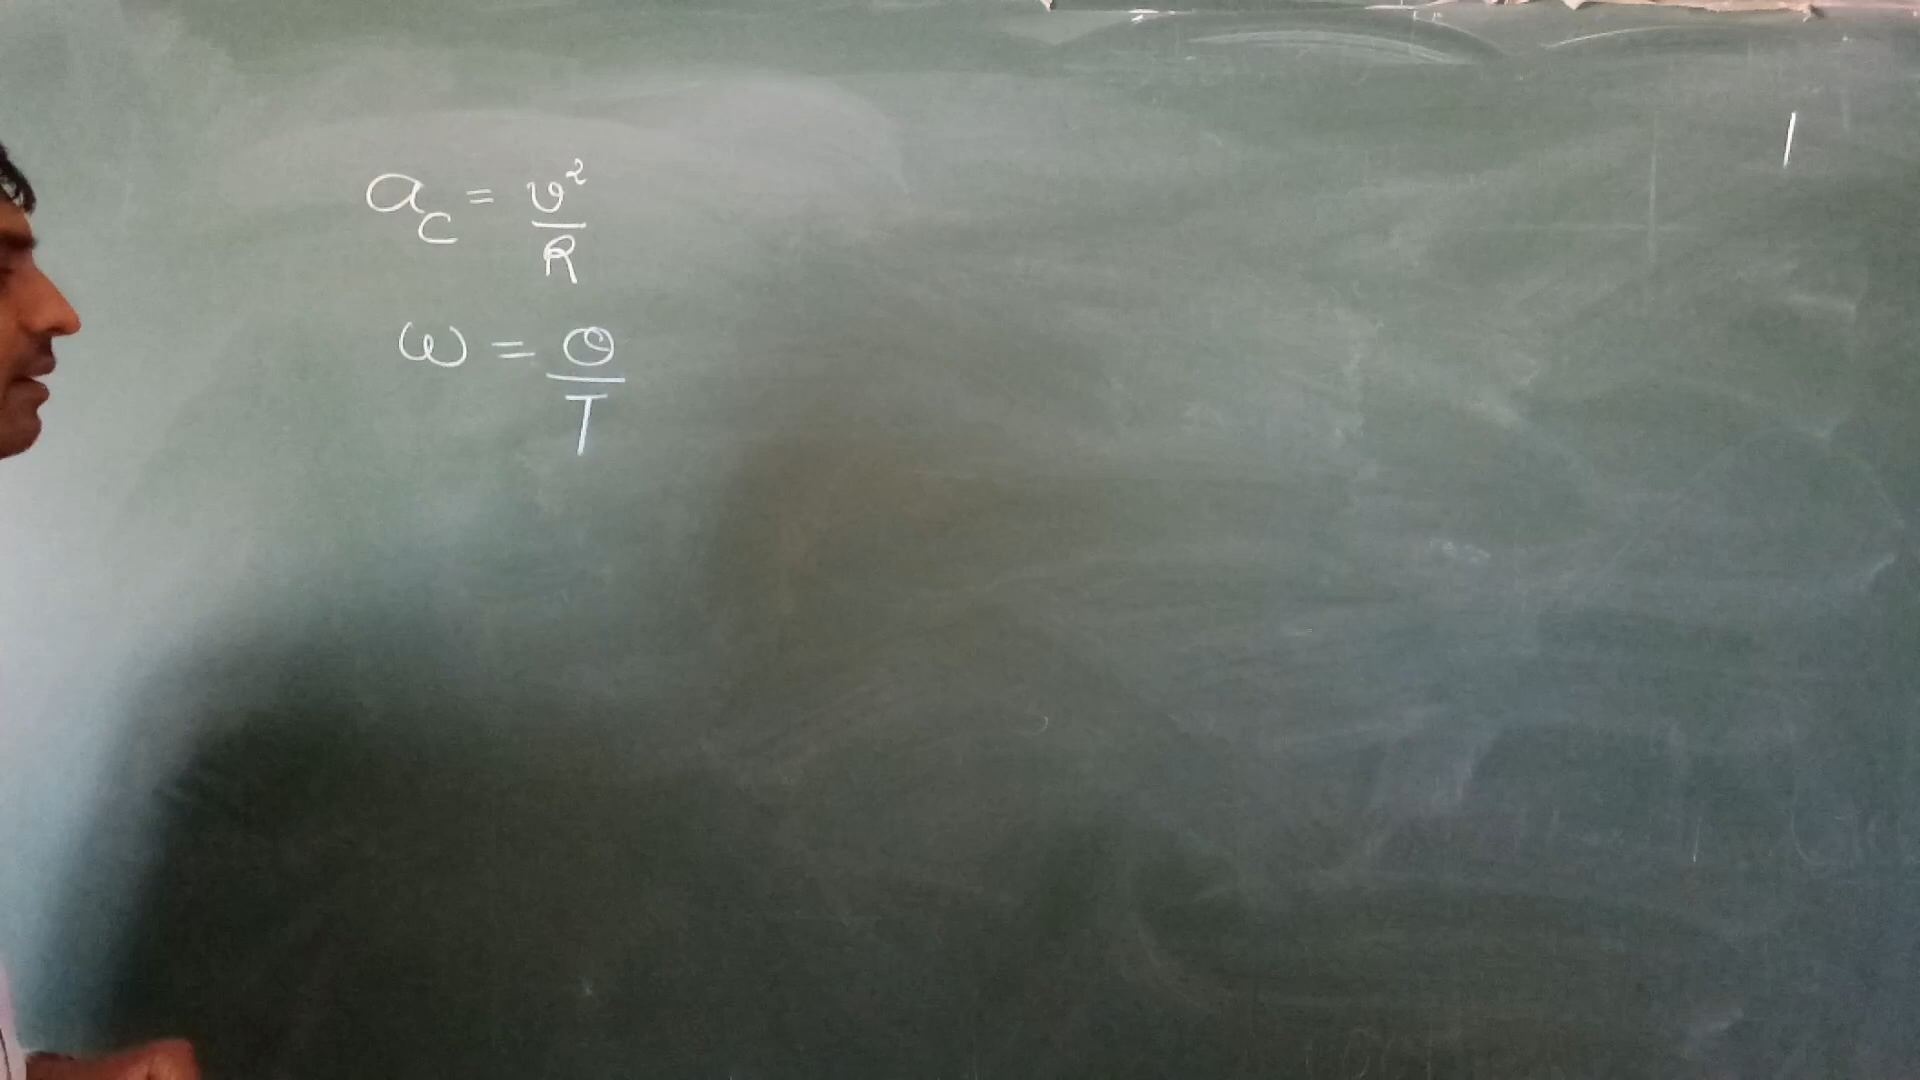 a_c = v²/R
ω = θ/T
|